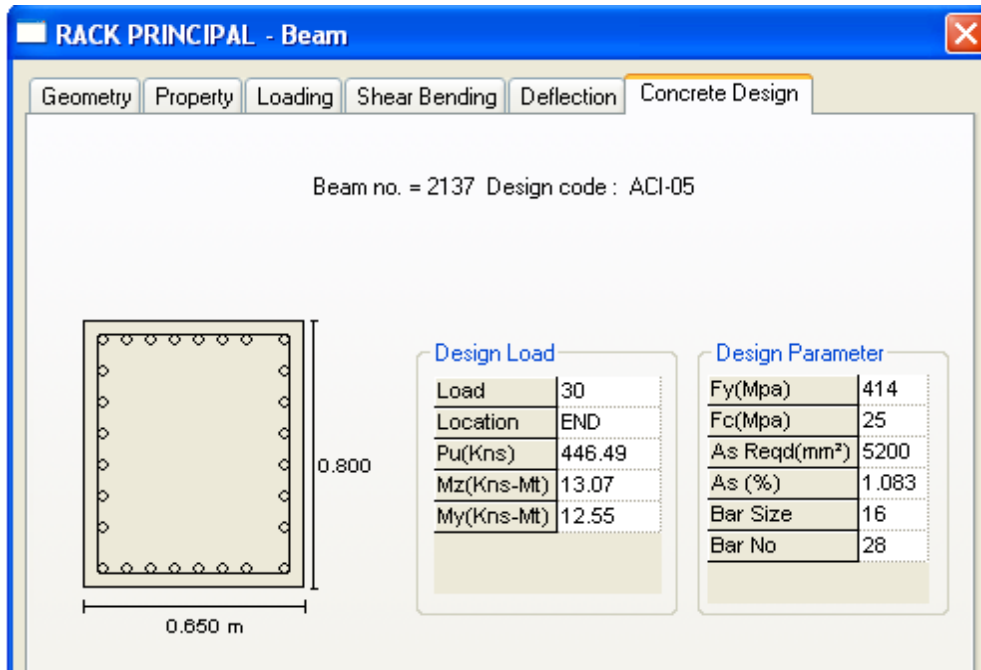 RACK PRINCIPAL - Beam
Geometry Property Loading Shear Bending Deflection Concrete Design
Beam no. = 2137 Design code : ACI-05
0.800
0.650 m
Design Load
Load 30
Location END
Pu(Kns) 446.49
Mz(Kns-Mt) 13.07
My(Kns-Mt) 12.55
Design Parameter
Fy(Mpa) 414
Fc(Mpa) 25
As Reqd(mm²) 5200
As (%) 1.083
Bar Size 16
Bar No 28